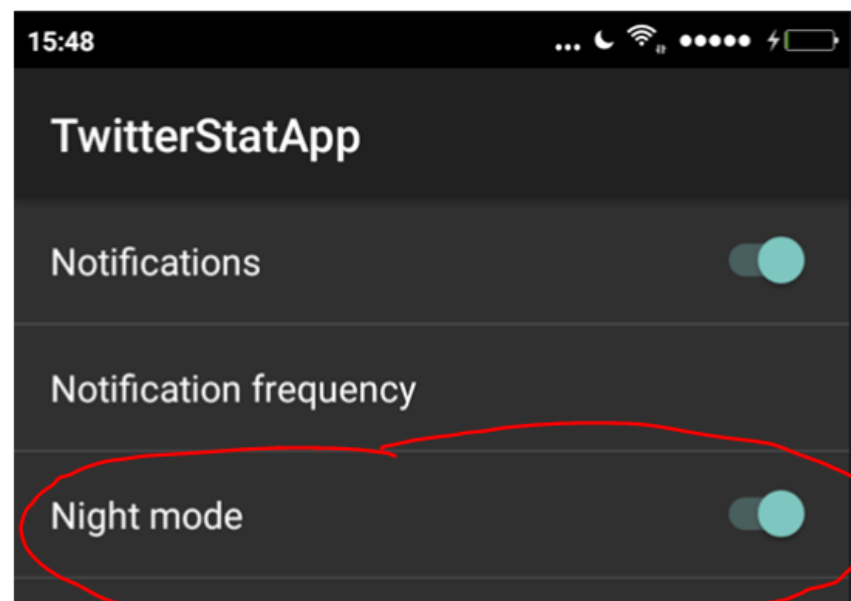 15:48
TwitterStatApp
Notifications
Notification frequency
Night mode